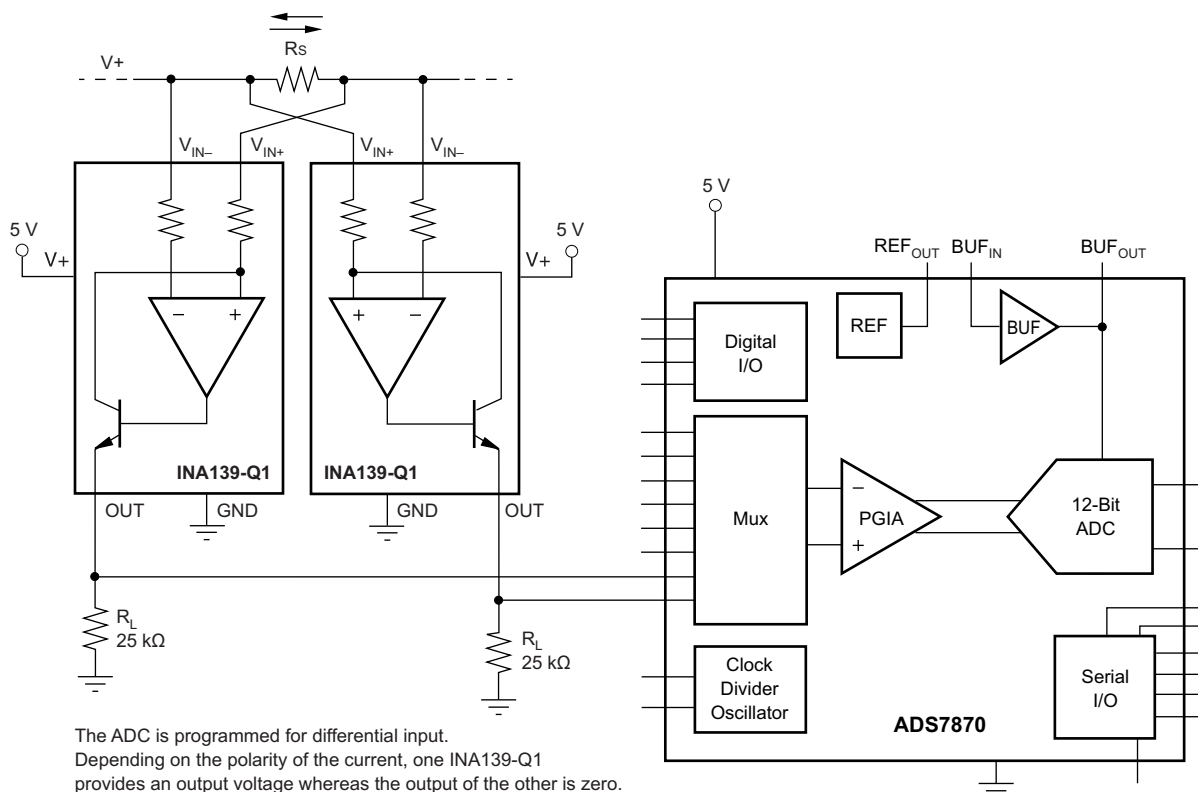 RS
V+
VIN– VIN+ VIN+ VIN–
5 V
5 V
5 V
V+
V+
REFOUT BUFIN BUFOUT
– +
+ –
Digital
I/O
REF
BUF
INA139-Q1
INA139-Q1
OUT
GND
GND
OUT
Mux
–
PGIA
+
12-Bit
ADC
RL
25 kΩ
RL
25 kΩ
Clock
Divider
Oscillator
Serial
I/O
ADS7870
The ADC is programmed for differential input.
Depending on the polarity of the current, one INA139-Q1
provides an output voltage whereas the output of the other is zero.